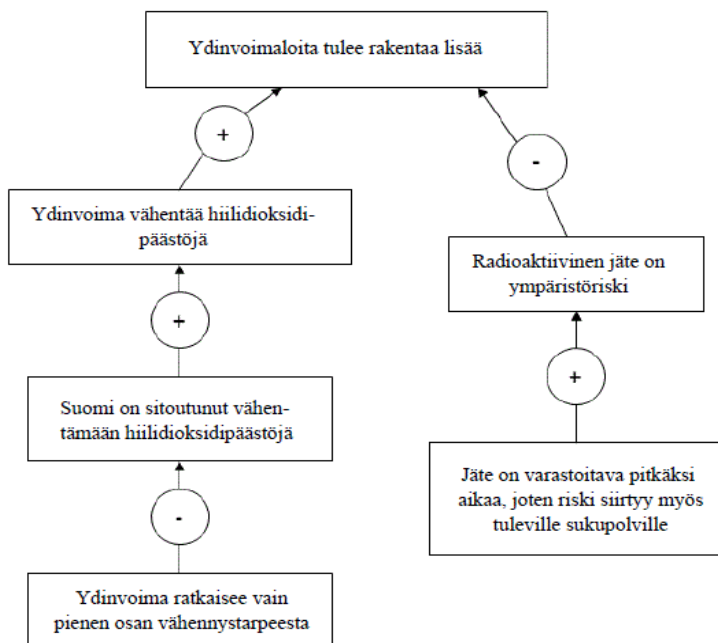 Ydinvoimaloita tulee rakentaa lisää
+
-
Ydinvoima vähentää hiilidioksidi-
päästöjä
Radioaktiivinen jäte on
ympäristöriski
+
+
Suomi on sitoutunut vähen-
tämään hiilidioksidipäästöjä
Jäte on varastoitava pitkäksi
aikaa, joten riski siirtyy myös
tuleville sukupolville
-
Ydinvoima ratkaisee vain
pienen osan vähennystarpeesta